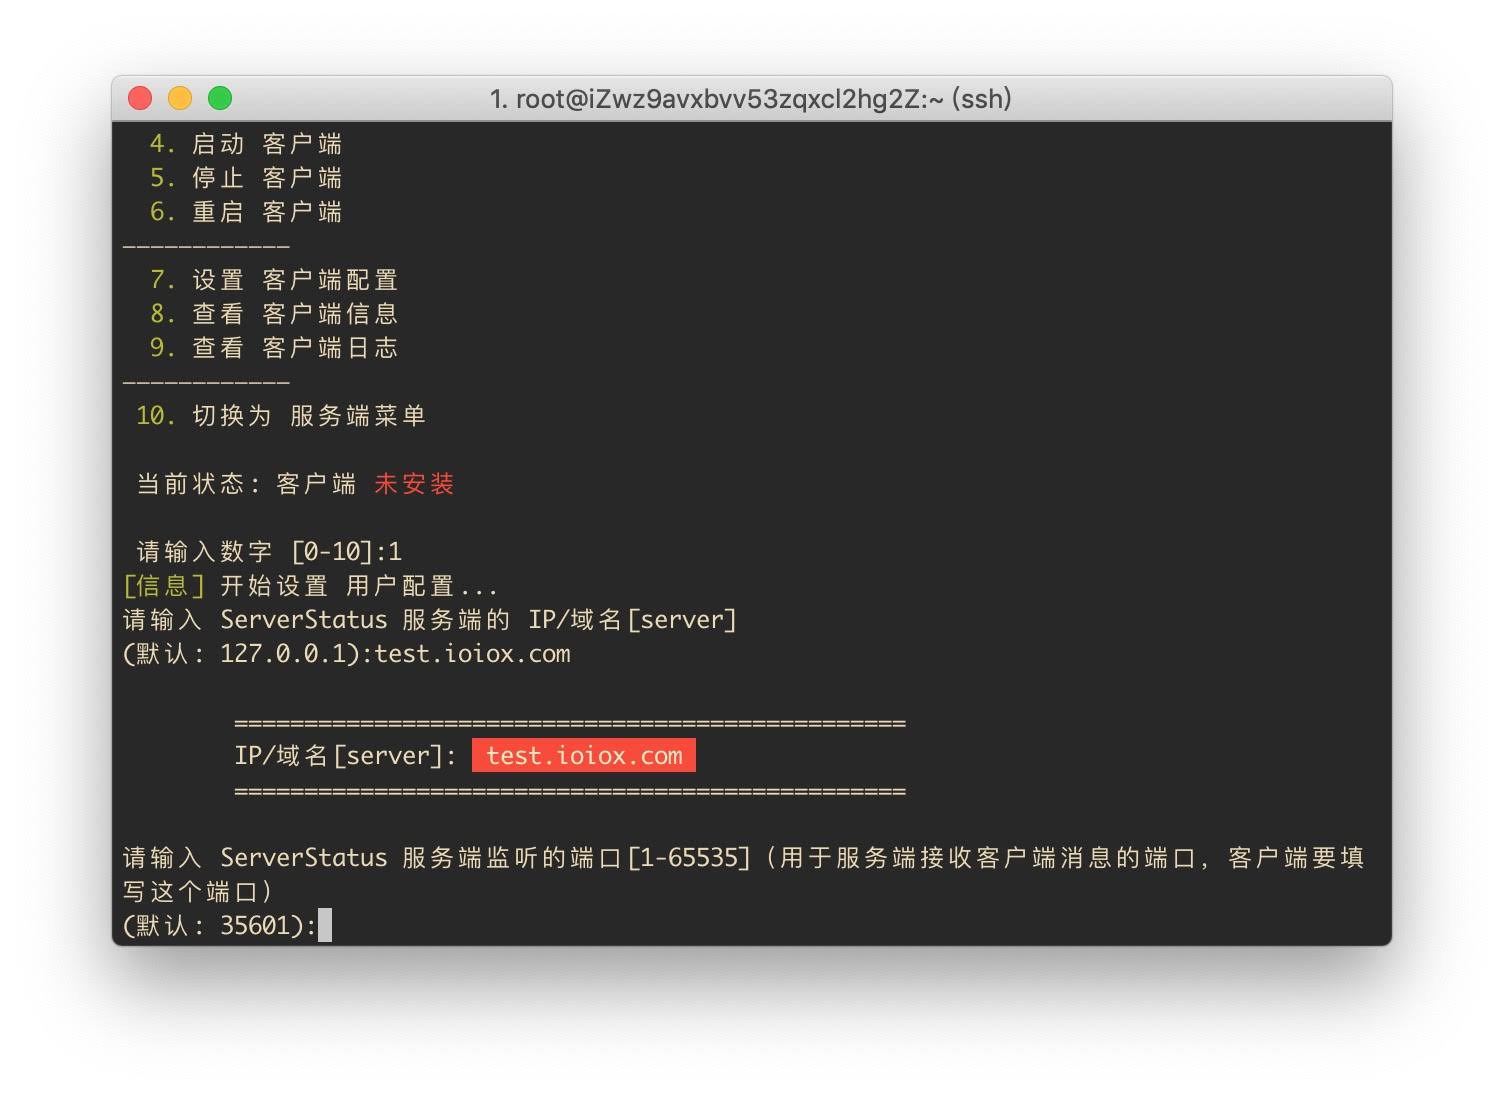 1. root@iZwz9avxbvv53zqxcl2hg2Z:~ (ssh)
4. 启动 客户端
5. 停止 客户端
6. 重启 客户端
————————————
7. 设置 客户端配置
8. 查看 客户端信息
9. 查看 客户端日志
————————————
10. 切换为 服务端菜单
当前状态: 客户端 未安装
请输入数字 [0-10]:1
[信息] 开始设置 用户配置...
请输入 ServerStatus 服务端的 IP/域名[server]
(默认: 127.0.0.1):test.ioiox.com
================================================
IP/域名[server]: test.ioiox.com
================================================
请输入 ServerStatus 服务端监听的端口[1-65535]（用于服务端接收客户端消息的端口，客户端要填
写这个端口）
(默认: 35601):